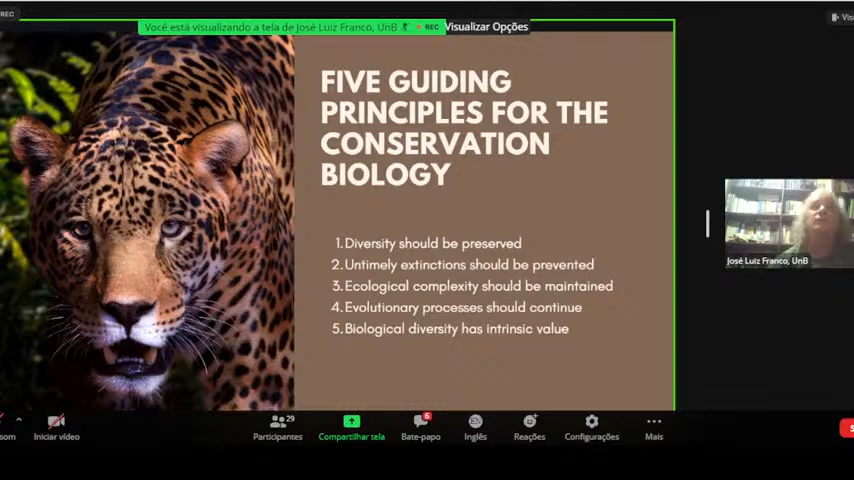 REC
Você está visualizando a tela de José Luiz Franco, UnB
REC
Visualizar Opções
FIVE GUIDING
PRINCIPLES FOR THE
CONSERVATION
BIOLOGY
1.Diversity should be preserved
2.Untimely extinctions should be prevented
3.Ecological complexity should be maintained
4.Evolutionary processes should continue
5.Biological diversity has intrinsic value
José Luiz Franco, UnB
som
Iniciar vídeo
29
Participantes
Compartilhar tela
6
Bate-papo
EN
Inglês
Reações
Configurações
Mais